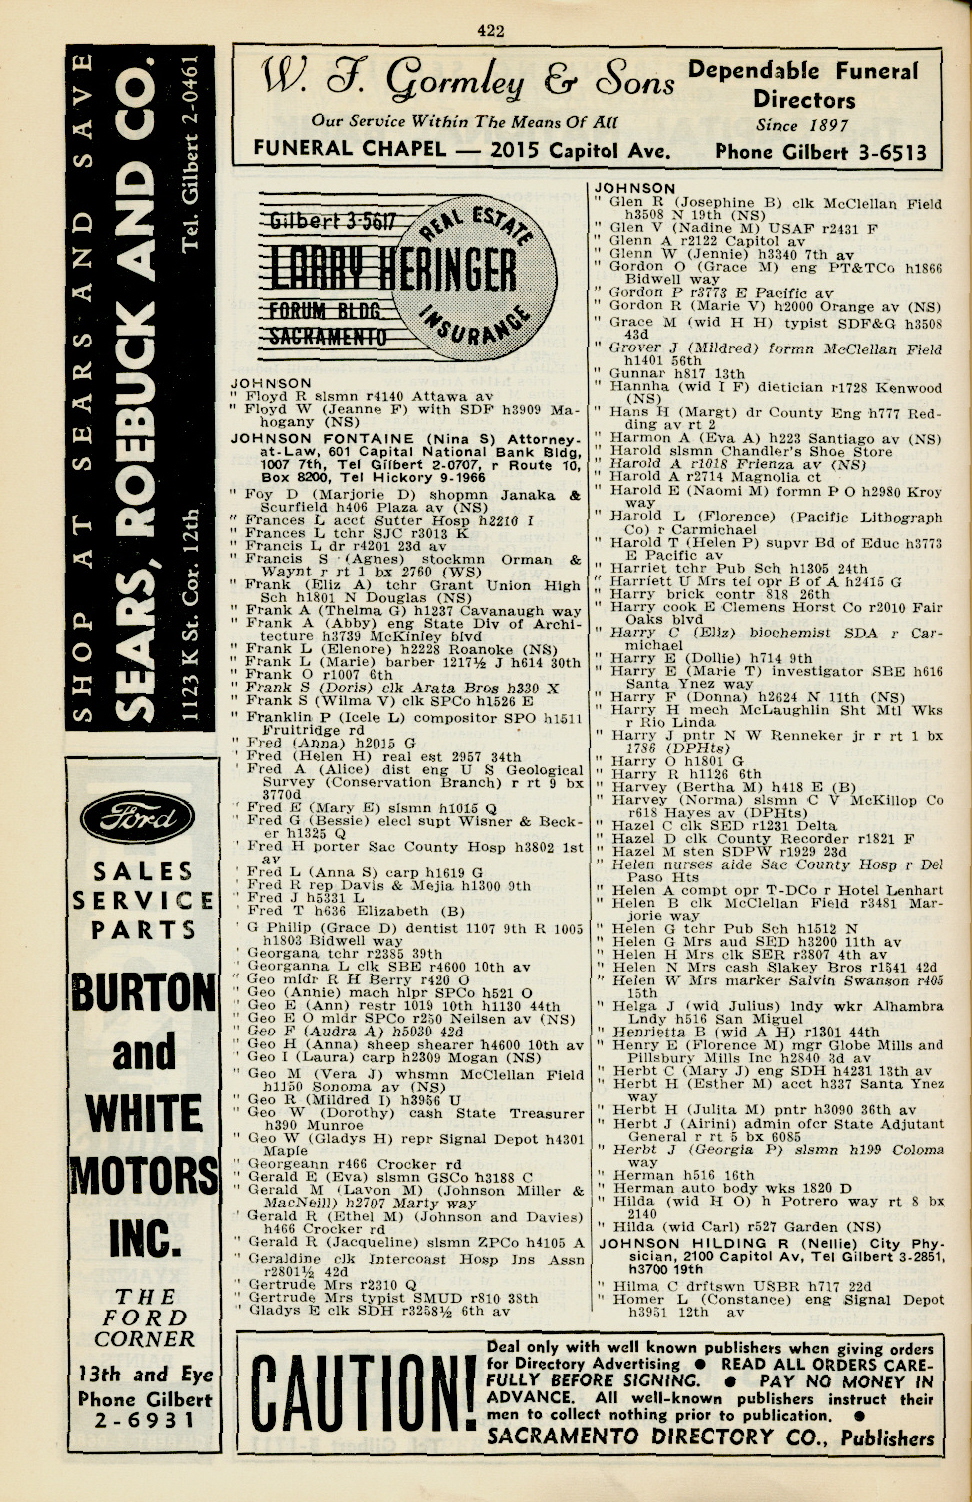 422
SHOP AT SEARS AND SAVE
SEARS, ROEBUCK AND CO.
1123 K St. Cor. 12th Tel. Gilbert 2-0461
W. F. Gormley & Sons
Our Service Within The Means Of All
Dependable Funeral
Directors
Since 1897
FUNERAL CHAPEL — 2015 Capitol Ave. Phone Gilbert 3-6513
Gilbert 3-5617
REAL ESTATE
LARRY HERINGER
FORUM BLDG.
SACRAMENTO
INSURANCE
JOHNSON
" Floyd R slsmn r4140 Attawa av
" Floyd W (Jeanne F) with SDF h3909 Ma-
hogany (NS)
JOHNSON FONTAINE (Nina S) Attorney-
at-Law, 601 Capital National Bank Bldg,
1007 7th, Tel Gilbert 2-0707, r Route 10,
Box 8200, Tel Hickory 9-1966
" Foy D (Marjorie D) shopmn Janaka &
Scurfield h406 Plaza av (NS)
" Frances L acct Sutter Hosp h2210 I
" Frances L tchr SJC r3013 K
" Francis L dr r4201 23d av
" Francis S (Agnes) stockmn Orman &
Waynt r rt 1 bx 2760 (WS)
" Frank (Eliz A) tchr Grant Union High
Sch h1801 N Douglas (NS)
" Frank A (Thelma G) h1237 Cavanaugh way
" Frank A (Abby) eng State Div of Archi-
tecture h3739 McKinley blvd
" Frank L (Elenore) h2228 Roanoke (NS)
" Frank L (Marie) barber 1217½ J h614 30th
" Frank O r1007 6th
" Frank S (Doris) clk Arata Bros h330 X
" Frank S (Wilma V) clk SPCo h1526 E
" Franklin P (Icele L) compositor SPO h1511
Fruitridge rd
" Fred (Anna) h2015 G
' Fred (Helen H) real est 2957 34th
' Fred A (Alice) dist eng U S Geological
Survey (Conservation Branch) r rt 9 bx
3770d
" Fred E (Mary E) slsmn h1015 Q
" Fred G (Bessie) elecl supt Wisner & Beck-
er h1325 Q
' Fred H porter Sac County Hosp h3802 1st
av
' Fred L (Anna S) carp h1619 G
' Fred R rep Davis & Mejia h1300 9th
' Fred J h5331 L
' Fred T h636 Elizabeth (B)
' G Philip (Grace D) dentist 1107 9th R 1005
h1803 Bidwell way
' Georgana tchr r2385 39th
' Georganna L clk SBE r4600 10th av
" Geo mldr R H Berry r420 O
" Geo (Annie) mach hlpr SPCo h521 O
" Geo E (Ann) restr 1019 10th h1130 44th
" Geo E O mldr SPCo r250 Neilsen av (NS)
" Geo F (Audra A) h5030 42d
" Geo H (Anna) sheep shearer h4600 10th av
" Geo I (Laura) carp h2309 Mogan (NS)
" Geo M (Vera J) whsmn McClellan Field
h1150 Sonoma av (NS)
" Geo R (Mildred I) h3956 U
" Geo W (Dorothy) cash State Treasurer
h390 Munroe
" Geo W (Gladys H) repr Signal Depot h4301
Maple
" Georgeann r466 Crocker rd
" Gerald E (Eva) slsmn GSCo h3188 C
" Gerald M (Lavon M) (Johnson Miller &
MacNeill) h2707 Marty way
' Gerald R (Ethel M) (Johnson and Davies)
h466 Crocker rd
" Gerald R (Jacqueline) slsmn ZPCo h4105 A
" Geraldine clk Intercoast Hosp Ins Assn
r2801½ 42d
" Gertrude Mrs r2310 Q
" Gertrude Mrs typist SMUD r810 38th
" Gladys E clk SDH r3258½ 6th av
JOHNSON
" Glen R (Josephine B) clk McClellan Field
h3508 N 19th (NS)
" Glen V (Nadine M) USAF r2431 F
" Glenn A r2122 Capitol av
" Glenn W (Jennie) h3340 7th av
" Gordon O (Grace M) eng PT&TCo h1866
Bidwell way
" Gordon P r3773 E Pacific av
" Gordon R (Marie V) h2000 Orange av (NS)
" Grace M (wid H H) typist SDF&G h3508
43d
" Grover J (Mildred) formn McClellan Field
h1401 56th
" Gunnar h817 13th
" Hannha (wid I F) dietician r1728 Kenwood
(NS)
" Hans H (Margt) dr County Eng h777 Red-
ding av rt 2
" Harmon A (Eva A) h223 Santiago av (NS)
" Harold slsmn Chandler's Shoe Store
" Harold A r1018 Frienza av (NS)
" Harold A r2714 Magnolia ct
" Harold E (Naomi M) formn P O h2980 Kroy
way
" Harold L (Florence) (Pacific Lithograph
Co) r Carmichael
" Harold T (Helen P) supvr Bd of Educ h3773
E Pacific av
" Harriet tchr Pub Sch h1305 24th
" Harriett U Mrs tel opr B of A h2415 G
" Harry brick contr 818 26th
" Harry cook E Clemens Horst Co r2010 Fair
Oaks blvd
" Harry C (Eliz) biochemist SDA r Car-
michael
" Harry E (Dollie) h714 9th
" Harry E (Marie T) investigator SBE h616
Santa Ynez way
" Harry F (Donna) h2624 N 11th (NS)
" Harry H mech McLaughlin Sht Mtl Wks
r Rio Linda
" Harry J pntr N W Renneker jr r rt 1 bx
1786 (DPHts)
" Harry O h1801 G
" Harry R h1126 6th
" Harvey (Bertha M) h418 E (B)
" Harvey (Norma) slsmn C V McKillop Co
r618 Hayes av (DPHts)
" Hazel C clk SED r1231 Delta
" Hazel D clk County Recorder r1821 F
" Hazel M sten SDPW r1929 23d
" Helen nurses aide Sac County Hosp r Del
Paso Hts
" Helen A compt opr T-DCo r Hotel Lenhart
" Helen B clk McClellan Field r3481 Mar-
jorie way
" Helen G tchr Pub Sch h1512 N
" Helen G Mrs aud SED h3200 11th av
" Helen H Mrs clk SER r3807 4th av
" Helen N Mrs cash Slakey Bros r1541 42d
" Helen W Mrs marker Salvin Swanson r405
15th
" Helga J (wid Julius) lndy wkr Alhambra
Lndy h516 San Miguel
" Henrietta B (wid A H) r1301 44th
" Henry E (Florence M) mgr Globe Mills and
Pillsbury Mills Inc h2840 3d av
" Herbt C (Mary J) eng SDH h4231 13th av
" Herbt H (Esther M) acct h337 Santa Ynez
way
" Herbt H (Julita M) pntr h3090 36th av
" Herbt J (Airini) admin ofcr State Adjutant
General r rt 5 bx 6085
" Herbt J (Georgia P) slsmn h199 Coloma
way
" Herman h516 16th
" Herman auto body wks 1820 D
" Hilda (wid H O) h Potrero way rt 8 bx
2140
" Hilda (wid Carl) r527 Garden (NS)
JOHNSON HILDING R (Nellie) City Phy-
sician, 2100 Capitol Av, Tel Gilbert 3-2851,
h3700 19th
" Hilma C drftswn USBR h717 22d
" Homer L (Constance) eng Signal Depot
h3951 12th av
Ford
SALES
SERVICE
PARTS
BURTON
and
WHITE
MOTORS
INC.
THE
FORD
CORNER
13th and Eye
Phone Gilbert
2-6931
CAUTION!
Deal only with well known publishers when giving orders
for Directory Advertising ● READ ALL ORDERS CARE-
FULLY BEFORE SIGNING. ● PAY NO MONEY IN
ADVANCE. All well-known publishers instruct their
men to collect nothing prior to publication. ●
SACRAMENTO DIRECTORY CO., Publishers